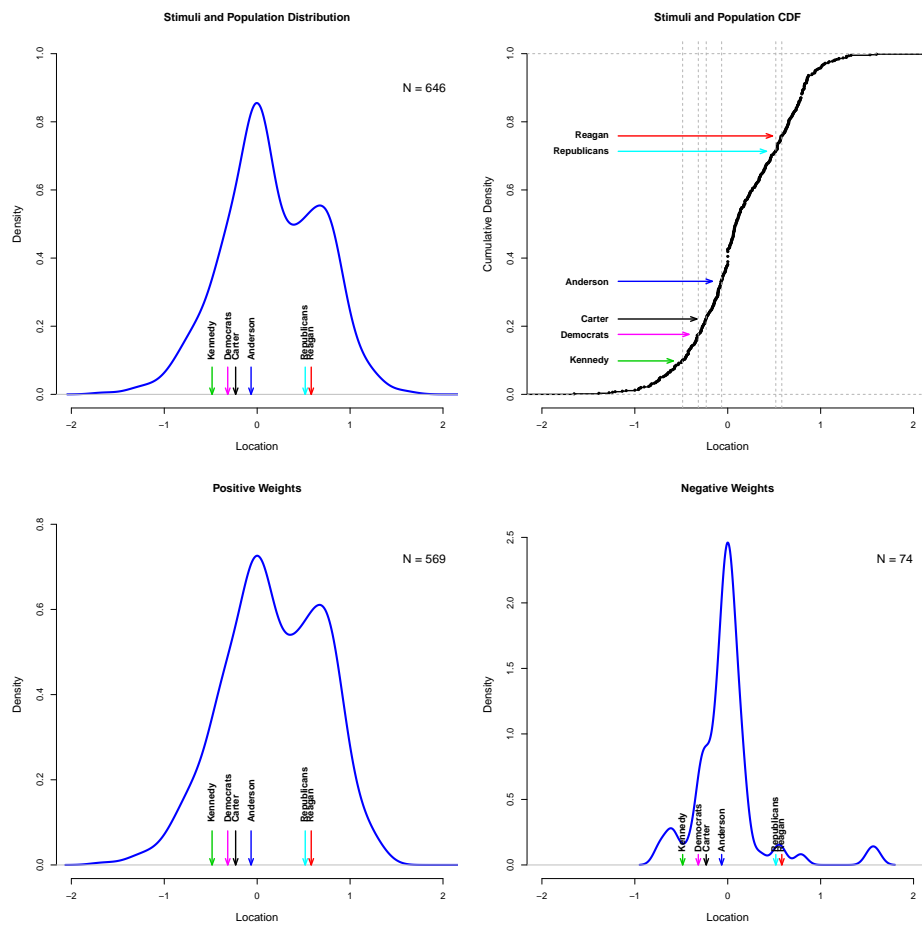 Stimuli and Population Distribution
N = 646
Density
0.0 0.2 0.4 0.6 0.8 1.0
Kennedy
Democrats
Carter
Anderson
Republicans
Reagan
−2 −1 0 1 2
Location
Stimuli and Population CDF
Cumulative Density
0.0 0.2 0.4 0.6 0.8 1.0
Reagan
Republicans
Anderson
Carter
Democrats
Kennedy
−2 −1 0 1 2
Location
Positive Weights
N = 569
Density
0.0 0.2 0.4 0.6 0.8
Kennedy
Democrats
Carter
Anderson
Republicans
Reagan
−2 −1 0 1 2
Location
Negative Weights
N = 74
Density
0.0 0.5 1.0 1.5 2.0 2.5
Kennedy
Democrats
Carter
Anderson
Republicans
Reagan
−2 −1 0 1 2
Location